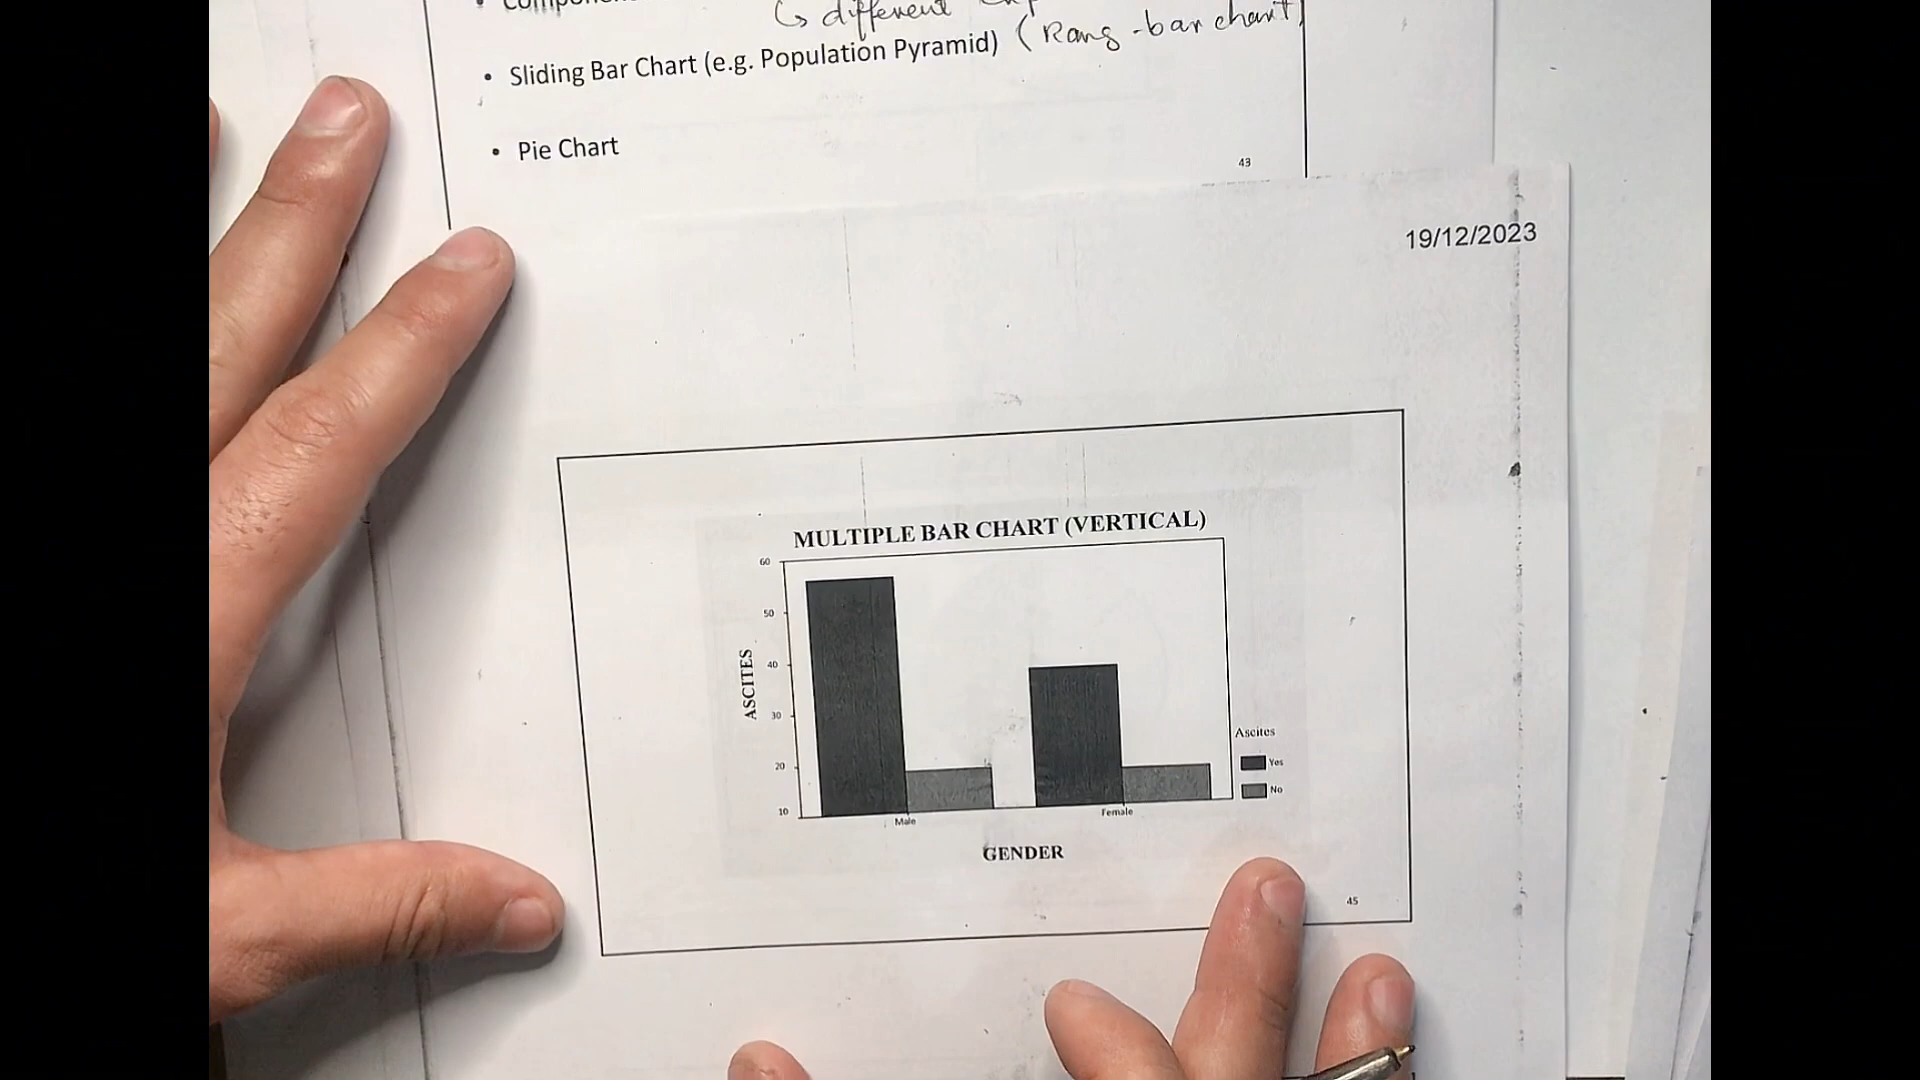 ↳ different
• Sliding Bar Chart (e.g. Population Pyramid) (Rang-bar chart)
• Pie Chart
43
19/12/2023
MULTIPLE BAR CHART (VERTICAL)
60
50
40
30
20
10
ASCITES
Male
Female
GENDER
Ascites
Yes
No
45